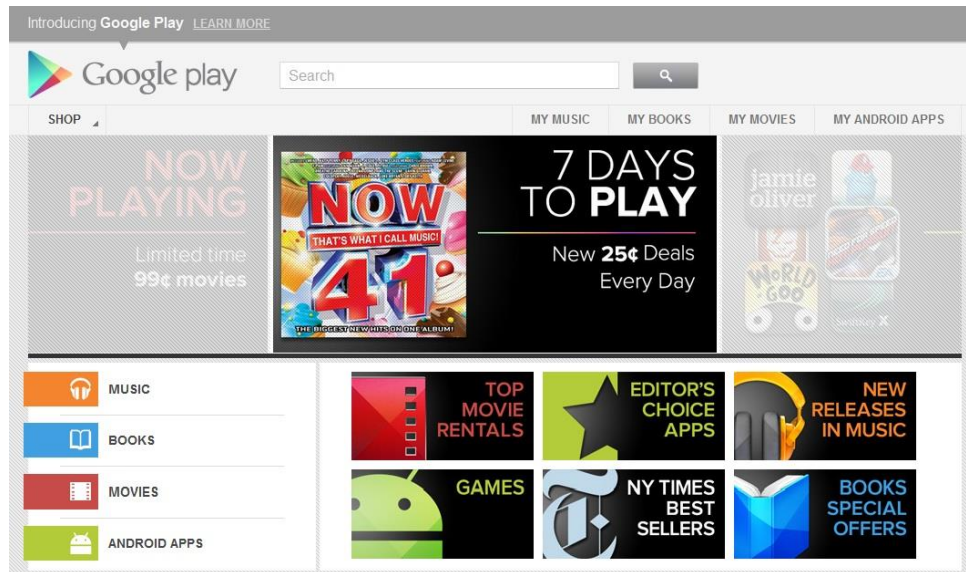 Introducing Google Play LEARN MORE
Google play
Search
SHOP
MY MUSIC
MY BOOKS
MY MOVIES
MY ANDROID APPS
NOW
PLAYING
Limited time
99¢ movies
NOW
THAT'S WHAT I CALL MUSIC!
41
THE BIGGEST NEW HITS ON ONE ALBUM!
7 DAYS
TO PLAY
New 25¢ Deals
Every Day
jamie
oliver
WORLD
OF GOO
MUSIC
BOOKS
MOVIES
ANDROID APPS
TOP
MOVIE
RENTALS
EDITOR'S
CHOICE
APPS
NEW
RELEASES
IN MUSIC
GAMES
NY TIMES
BEST
SELLERS
BOOKS
SPECIAL
OFFERS